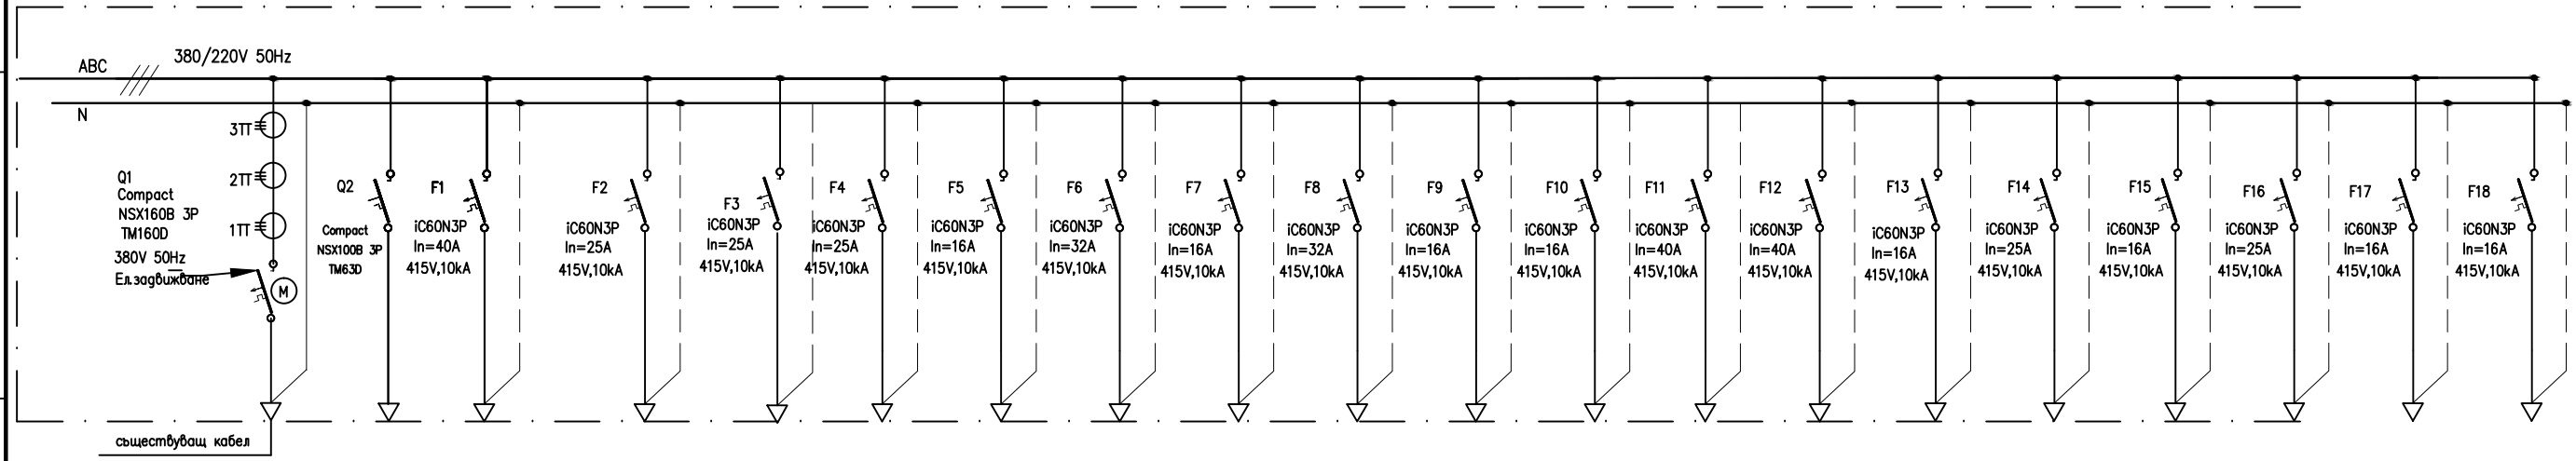 380/220V 50Hz
ABC
N
3TT
2TT
1TT
Q1
Compact
NSX160B 3P
TM160D
380V 50Hz
Ел.задвижване
M
съществуващ кабел
Q2
Compact
NSX100B 3P
TM63D
F1
iC60N3P
In=40A
415V,10kA
F2
iC60N3P
In=25A
415V,10kA
F3
iC60N3P
In=25A
415V,10kA
F4
iC60N3P
In=25A
415V,10kA
F5
iC60N3P
In=16A
415V,10kA
F6
iC60N3P
In=32A
415V,10kA
F7
iC60N3P
In=16A
415V,10kA
F8
iC60N3P
In=32A
415V,10kA
F9
iC60N3P
In=16A
415V,10kA
F10
iC60N3P
In=16A
415V,10kA
F11
iC60N3P
In=40A
415V,10kA
F12
iC60N3P
In=40A
415V,10kA
F13
iC60N3P
In=16A
415V,10kA
F14
iC60N3P
In=25A
415V,10kA
F15
iC60N3P
In=16A
415V,10kA
F16
iC60N3P
In=25A
415V,10kA
F17
iC60N3P
In=16A
415V,10kA
F18
iC60N3P
In=16A
415V,10kA